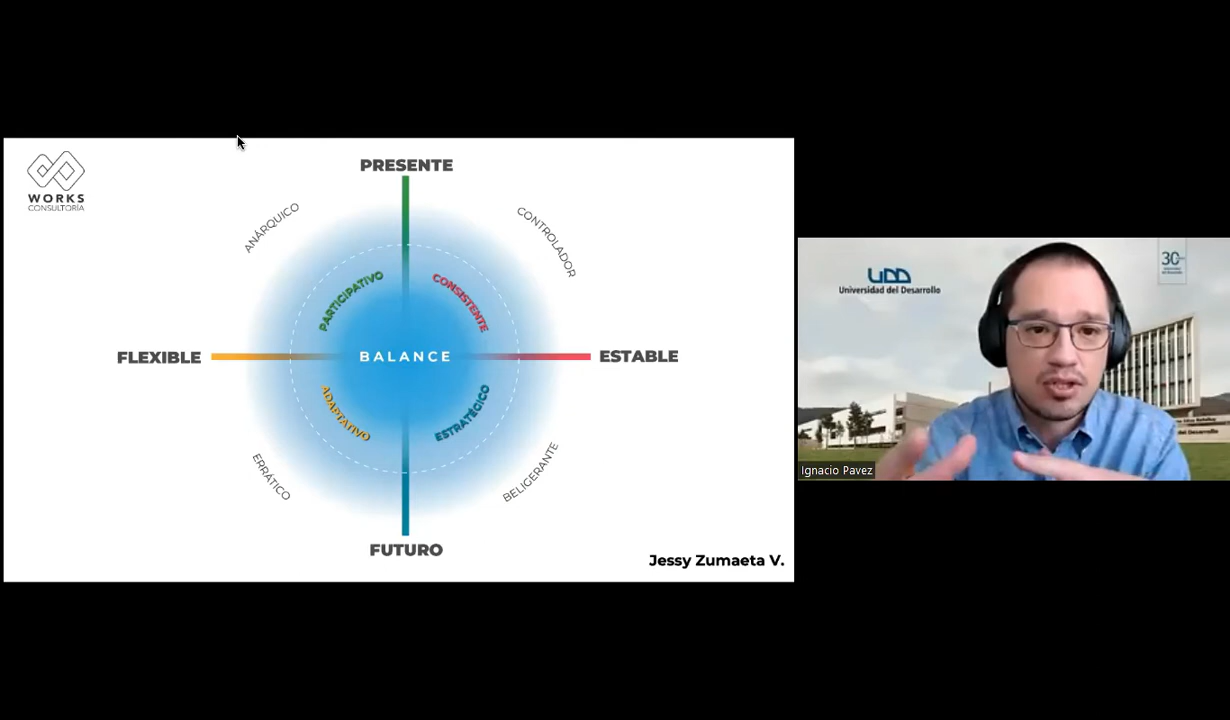 WORKS
CONSULTORÍA
PRESENTE
ANÁRQUICO
CONTROLADOR
PARTICIPATIVO
CONSISTENTE
FLEXIBLE
BALANCE
ESTABLE
ADAPTATIVO
ESTRATÉGICO
ERRÁTICO
BELIGERANTE
FUTURO
Jessy Zumaeta V.
UDD
Universidad del Desarrollo
30
Ignacio Pavez